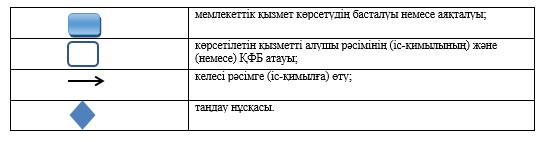 мемлекеттік қызмет көрсетудің басталуы немесе аяқталуы;
көрсетілетін қызметті алушы рәсімінің (іс-қимылының) және
(немесе) ҚФБ атауы;
келесі рәсімге (іс-қимылға) өту;
таңдау нұсқасы.